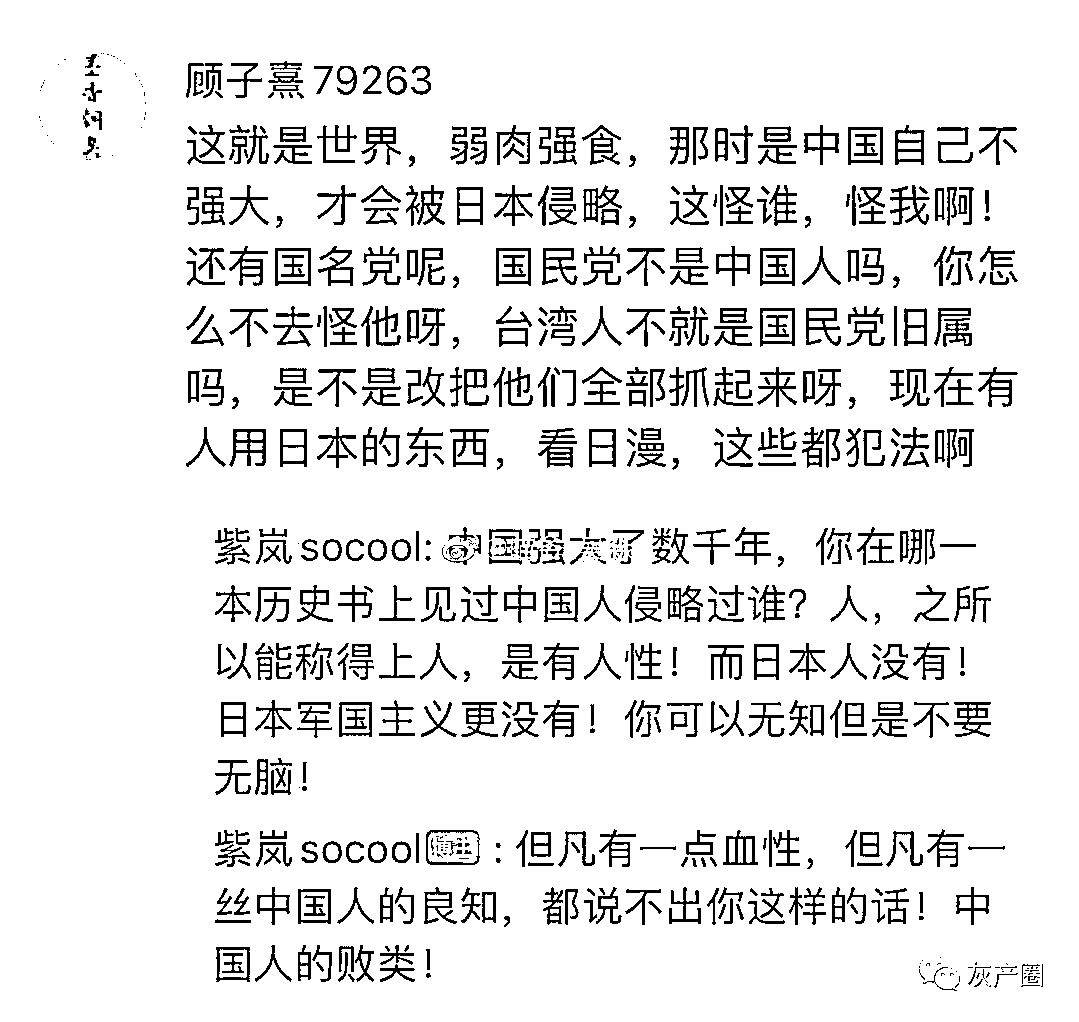 顾子熹79263
这就是世界，弱肉强食，那时是中国自己不
强大，才会被日本侵略，这怪谁，怪我啊！
还有国名党呢，国民党不是中国人吗，你怎
么不去怪他呀，台湾人不就是国民党旧属
吗，是不是改把他们全部抓起来呀，现在有
人用日本的东西，看日漫，这些都犯法啊
紫岚socool：中国强大了数千年，你在哪一
本历史书上见过中国人侵略过谁？人，之所
以能称得上人，是有人性！而日本人没有！
日本军国主义更没有！你可以无知但是不要
无脑！
紫岚socool：但凡有一点血性，但凡有一
丝中国人的良知，都说不出你这样的话！中
国人的败类！
灰产圈